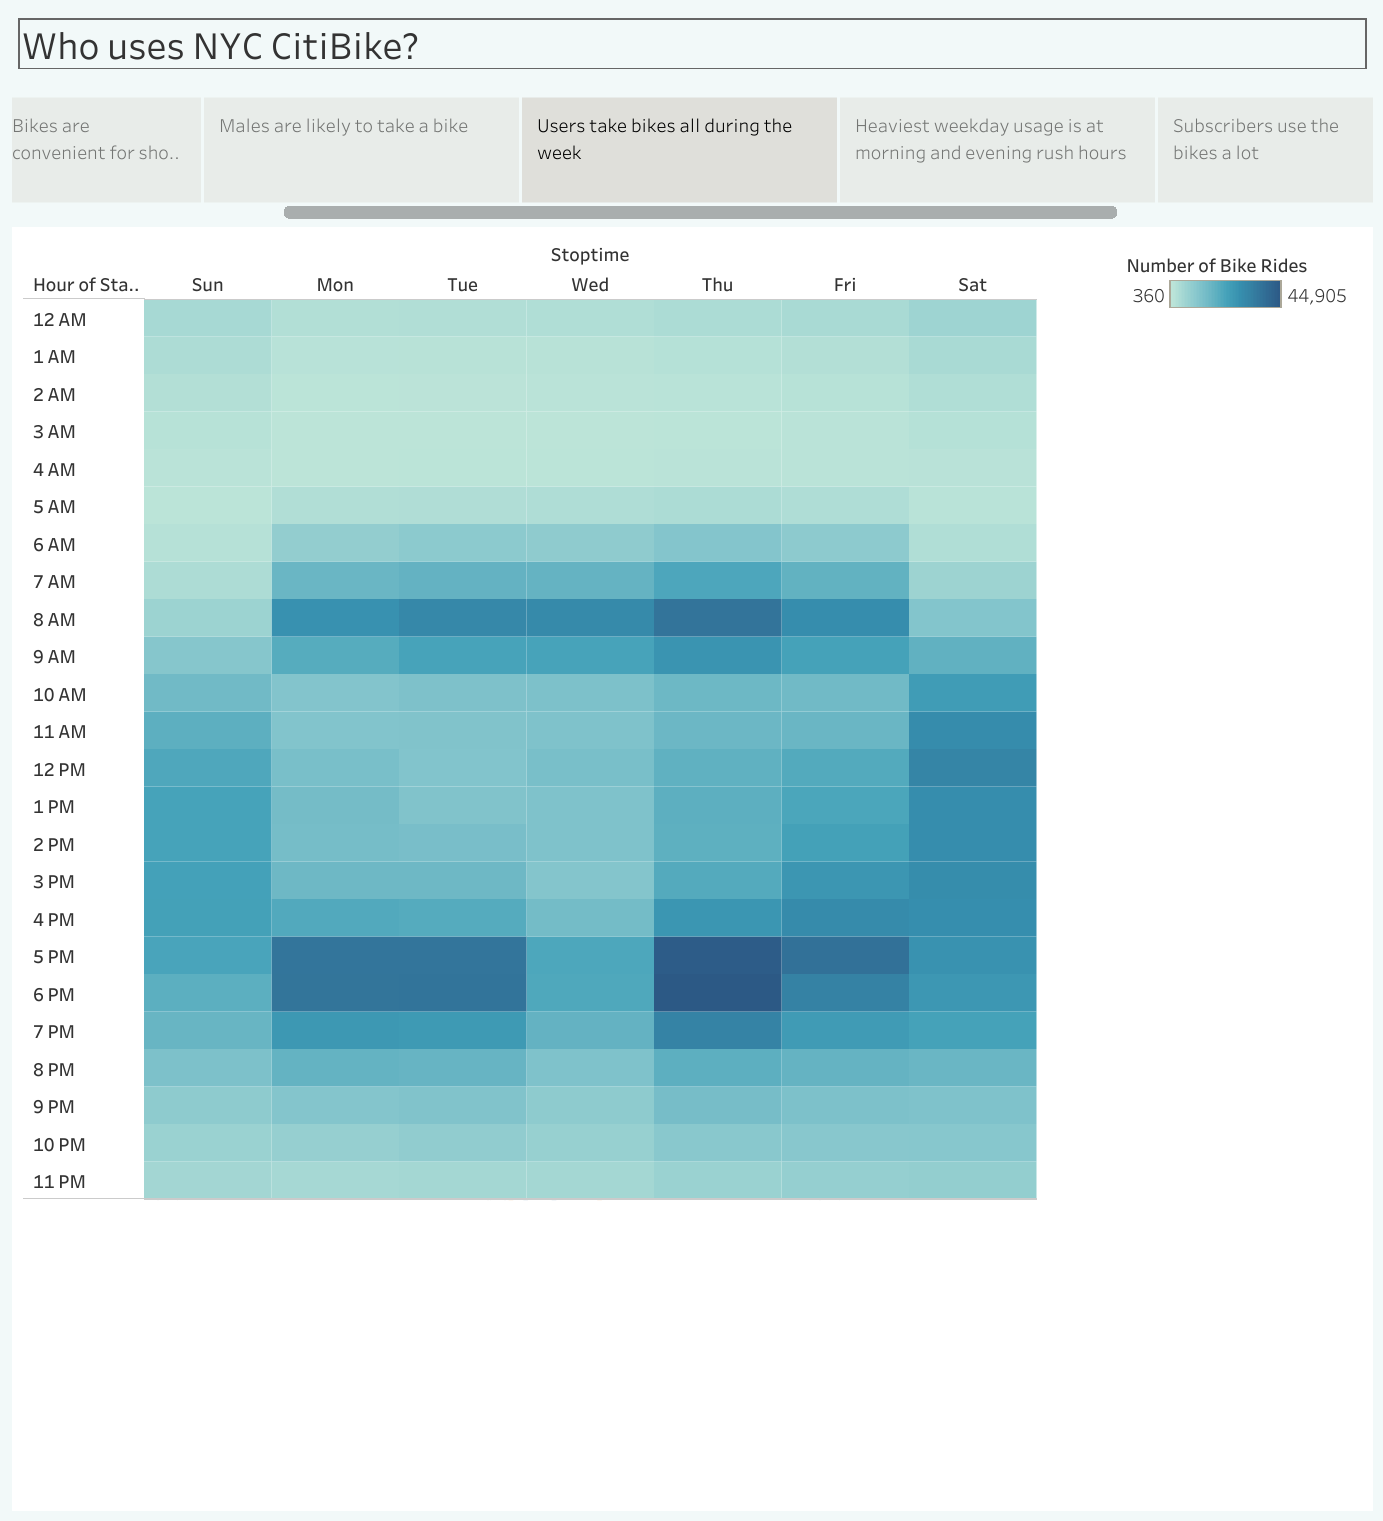 Who uses NYC CitiBike?
Bikes are
convenient for sho..
Males are likely to take a bike
Users take bikes all during the
week
Heaviest weekday usage is at
morning and evening rush hours
Subscribers use the
bikes a lot
Stoptime
Hour of Sta.. Sun Mon Tue Wed Thu Fri Sat
12 AM
1 AM
2 AM
3 AM
4 AM
5 AM
6 AM
7 AM
8 AM
9 AM
10 AM
11 AM
12 PM
1 PM
2 PM
3 PM
4 PM
5 PM
6 PM
7 PM
8 PM
9 PM
10 PM
11 PM
Number of Bike Rides
360 44,905